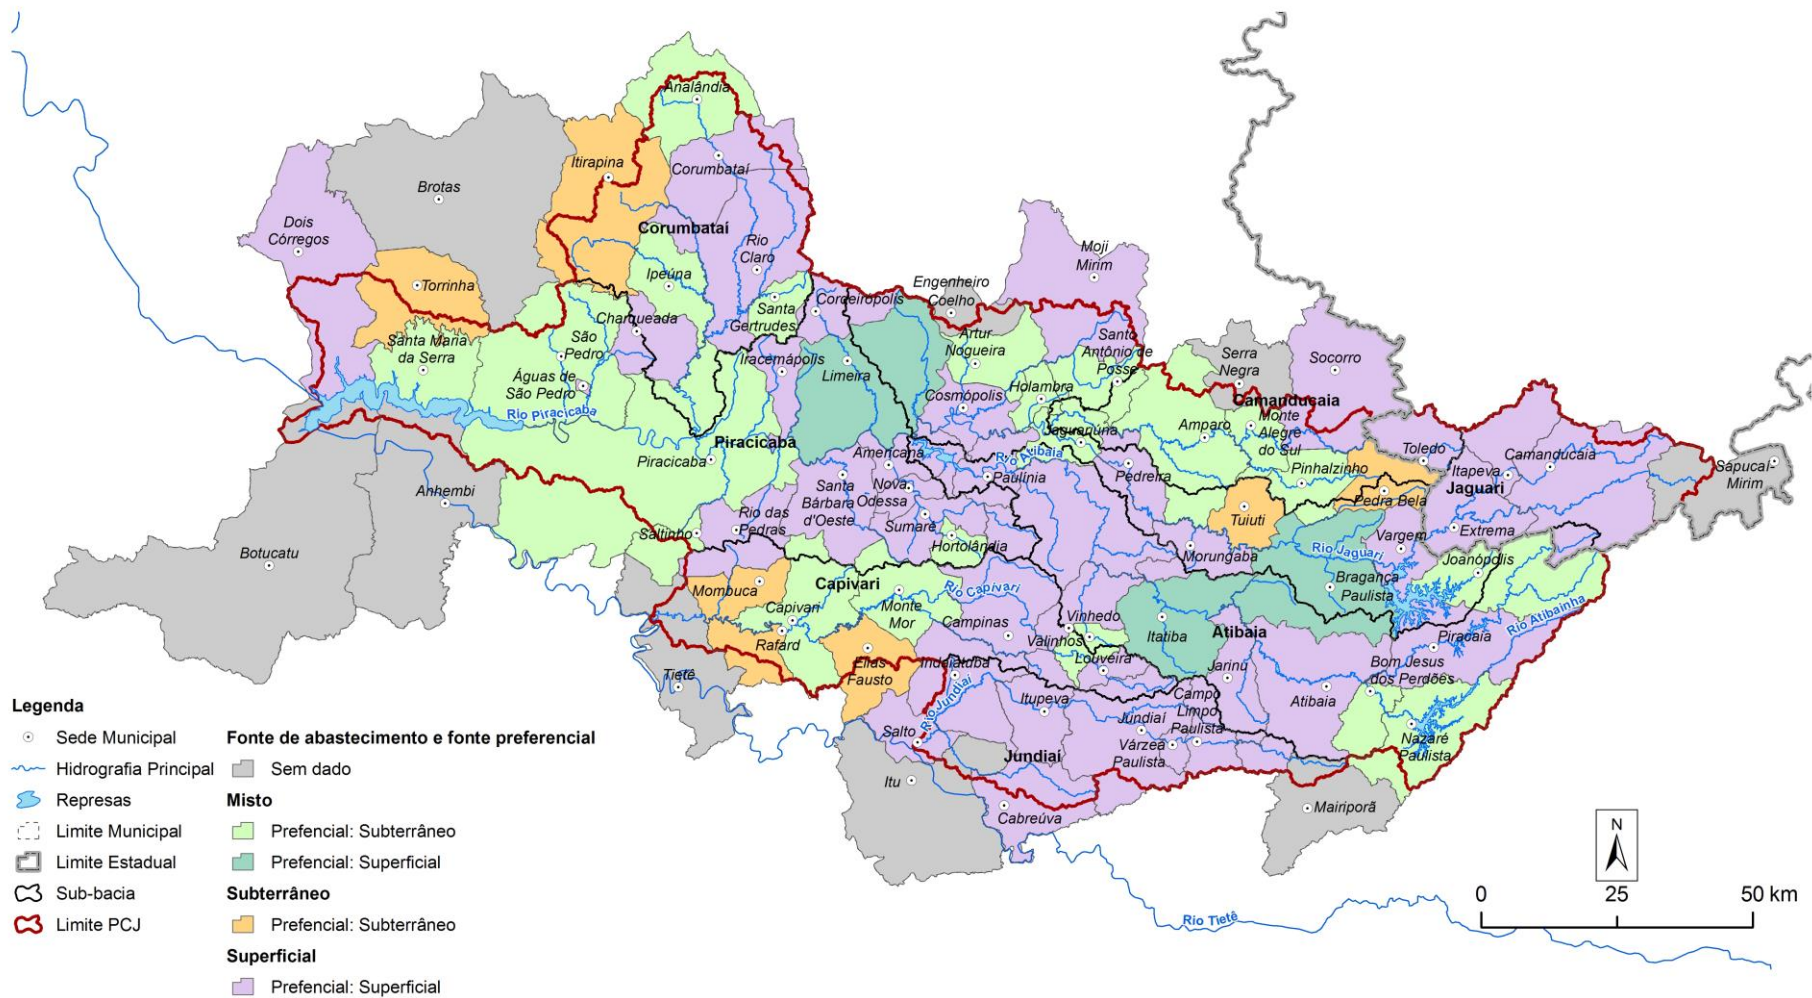 Analândia
Itirapina
Corumbataí
Brotas
Dois
Córregos
Corumbataí
Rio
Claro
Moji
Mirim
Ipeúna
Torrinha
Engenheiro
Coelho
Cordeirópolis
Santa
Gertrudes
Charqueada
São
Pedro
Santa Maria
da Serra
Artur
Nogueira
Santo
Antônio de
Posse
Serra
Negra
Socorro
Iracemápolis
Limeira
Águas de
São Pedro
Holambra
Cosmópolis
Camanducaia
Rio Piracicaba
Monte
Alegre
do Sul
Amparo
Jaguariúna
Piracicaba
Toledo
Camanducaia
Itapeva
Sapucaí-
Mirim
Piracicaba
Americana
Rio Atibaia
Paulínia
Pedreira
Pinhalzinho
Jaguari
Pedra Bela
Anhembi
Santa
Bárbara
d'Oeste
Nova
Odessa
Sumaré
Tuiuti
Rio das
Pedras
Saltinho
Hortolândia
Extrema
Vargem
Morungaba
Rio Jaguari
Joanópolis
Botucatu
Bragança
Paulista
Mombuca
Capivari
Capivari
Monte
Mor
Rio Capivari
Campinas
Vinhedo
Valinhos
Itatiba
Atibaia
Rio Atibainha
Piracaia
Rafard
Elias
Fausto
Indaiatuba
Louveira
Jarinu
Bom Jesus
dos Perdões
Tietê
Itupeva
Campo
Limpo
Paulista
Atibaia
Rio Jundiaí
Salto
Jundiaí
Várzea
Paulista
Nazaré
Paulista
Jundiaí
Itu
Cabreúva
Mairiporã
Rio Tietê
N
0 25 50 km
Legenda
Sede Municipal
Hidrografia Principal
Represas
Limite Municipal
Limite Estadual
Sub-bacia
Limite PCJ
Fonte de abastecimento e fonte preferencial
Sem dado
Misto
Prefencial: Subterrâneo
Prefencial: Superficial
Subterrâneo
Prefencial: Subterrâneo
Superficial
Prefencial: Superficial